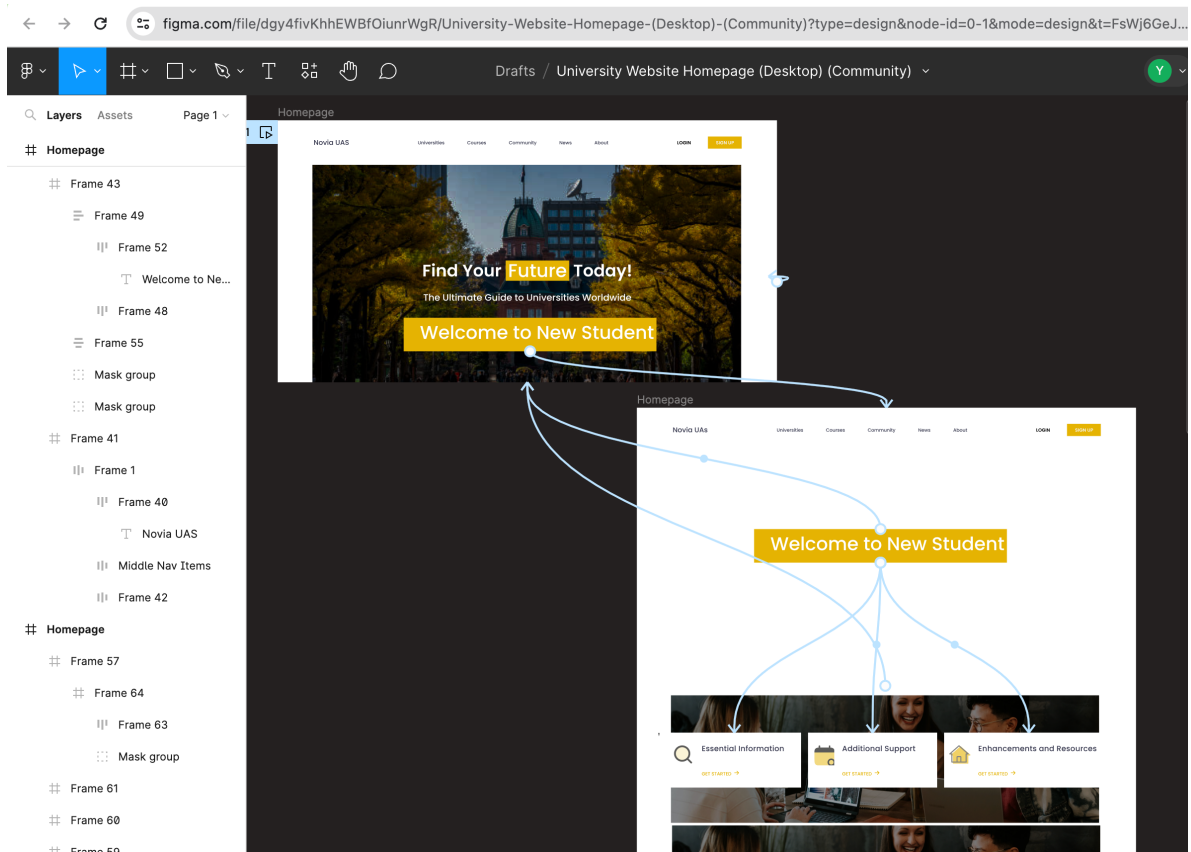 figma.com/file/dgy4fivKhhEWBfOiunrWgR/University-Website-Homepage-(Desktop)-(Community)?type=design&node-id=0-1&mode=design&t=FsWj6GeJ...
Drafts / University Website Homepage (Desktop) (Community)
Y
Layers Assets Page 1
Homepage
Frame 43
Frame 49
Frame 52
Welcome to Ne...
Frame 48
Frame 55
Mask group
Mask group
Frame 41
Frame 1
Frame 40
Novia UAS
Middle Nav Items
Frame 42
Homepage
Frame 57
Frame 64
Frame 63
Mask group
Frame 61
Frame 60
Frame 59
Homepage
1
Novia UAS Universities Courses Community News About LOGIN SIGN UP
Find Your Future Today!
The Ultimate Guide to Universities Worldwide
Welcome to New Student
Homepage
Novia UAs Universities Courses Community News About LOGIN SIGN UP
Welcome to New Student
Essential Information Additional Support Enhancements and Resources
GET STARTED → GET STARTED → GET STARTED →